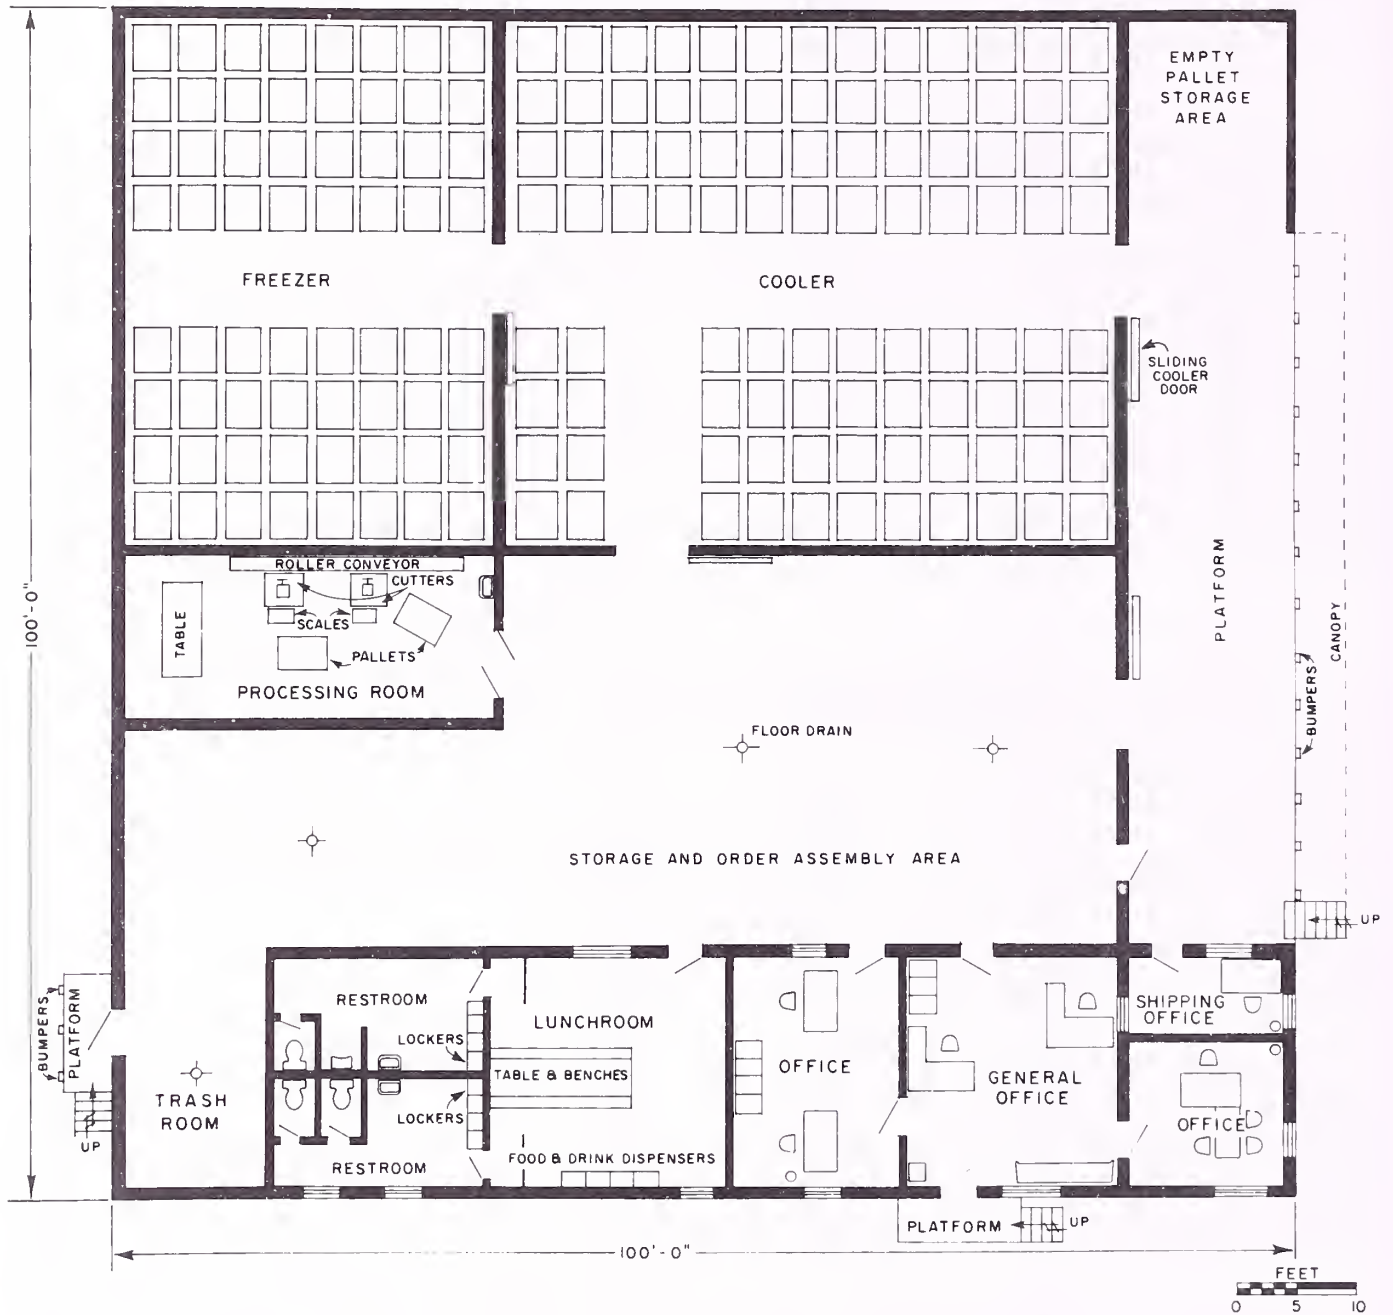 EMPTY
PALLET
STORAGE
AREA
FREEZER
COOLER
SLIDING
COOLER
DOOR
ROLLER CONVEYOR
CUTTERS
SCALES
TABLE
PALLETS
PROCESSING ROOM
PLATFORM
CANOPY
BUMPERS
100'-0"
FLOOR DRAIN
STORAGE AND ORDER ASSEMBLY AREA
UP
BUMPERS
PLATFORM
UP
TRASH
ROOM
RESTROOM
LOCKERS
LOCKERS
RESTROOM
LUNCHROOM
TABLE & BENCHES
FOOD & DRINK DISPENSERS
OFFICE
GENERAL
OFFICE
SHIPPING
OFFICE
OFFICE
PLATFORM
UP
100'-0"
FEET
0 5 10